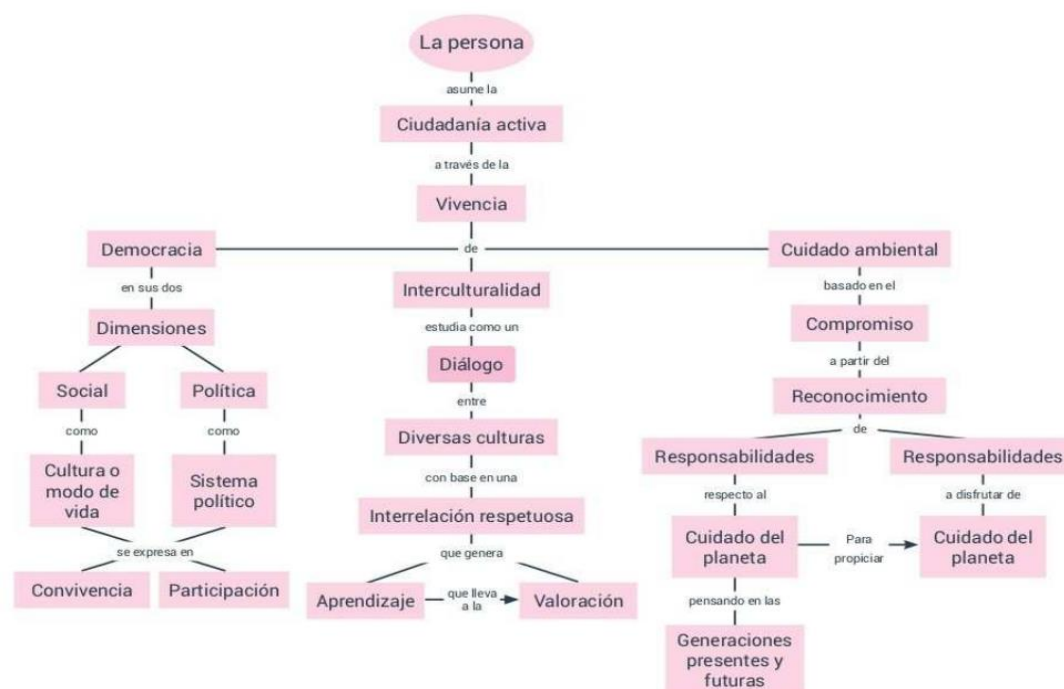 La persona
asume la
Ciudadanía activa
a través de la
Vivencia
de
Democracia
en sus dos
Dimensiones
Social
Política
como
como
Cultura o
modo de
vida
Sistema
político
se expresa en
Convivencia
Participación
Interculturalidad
estudia como un
Diálogo
entre
Diversas culturas
con base en una
Interrelación respetuosa
que genera
Aprendizaje
que lleva
a la
Valoración
Cuidado ambiental
basado en el
Compromiso
a partir del
Reconocimiento
de
Responsabilidades
respecto al
Cuidado del
planeta
Para
propiciar
pensando en las
Generaciones
presentes y
futuras
Responsabilidades
a disfrutar de
Cuidado del
planeta